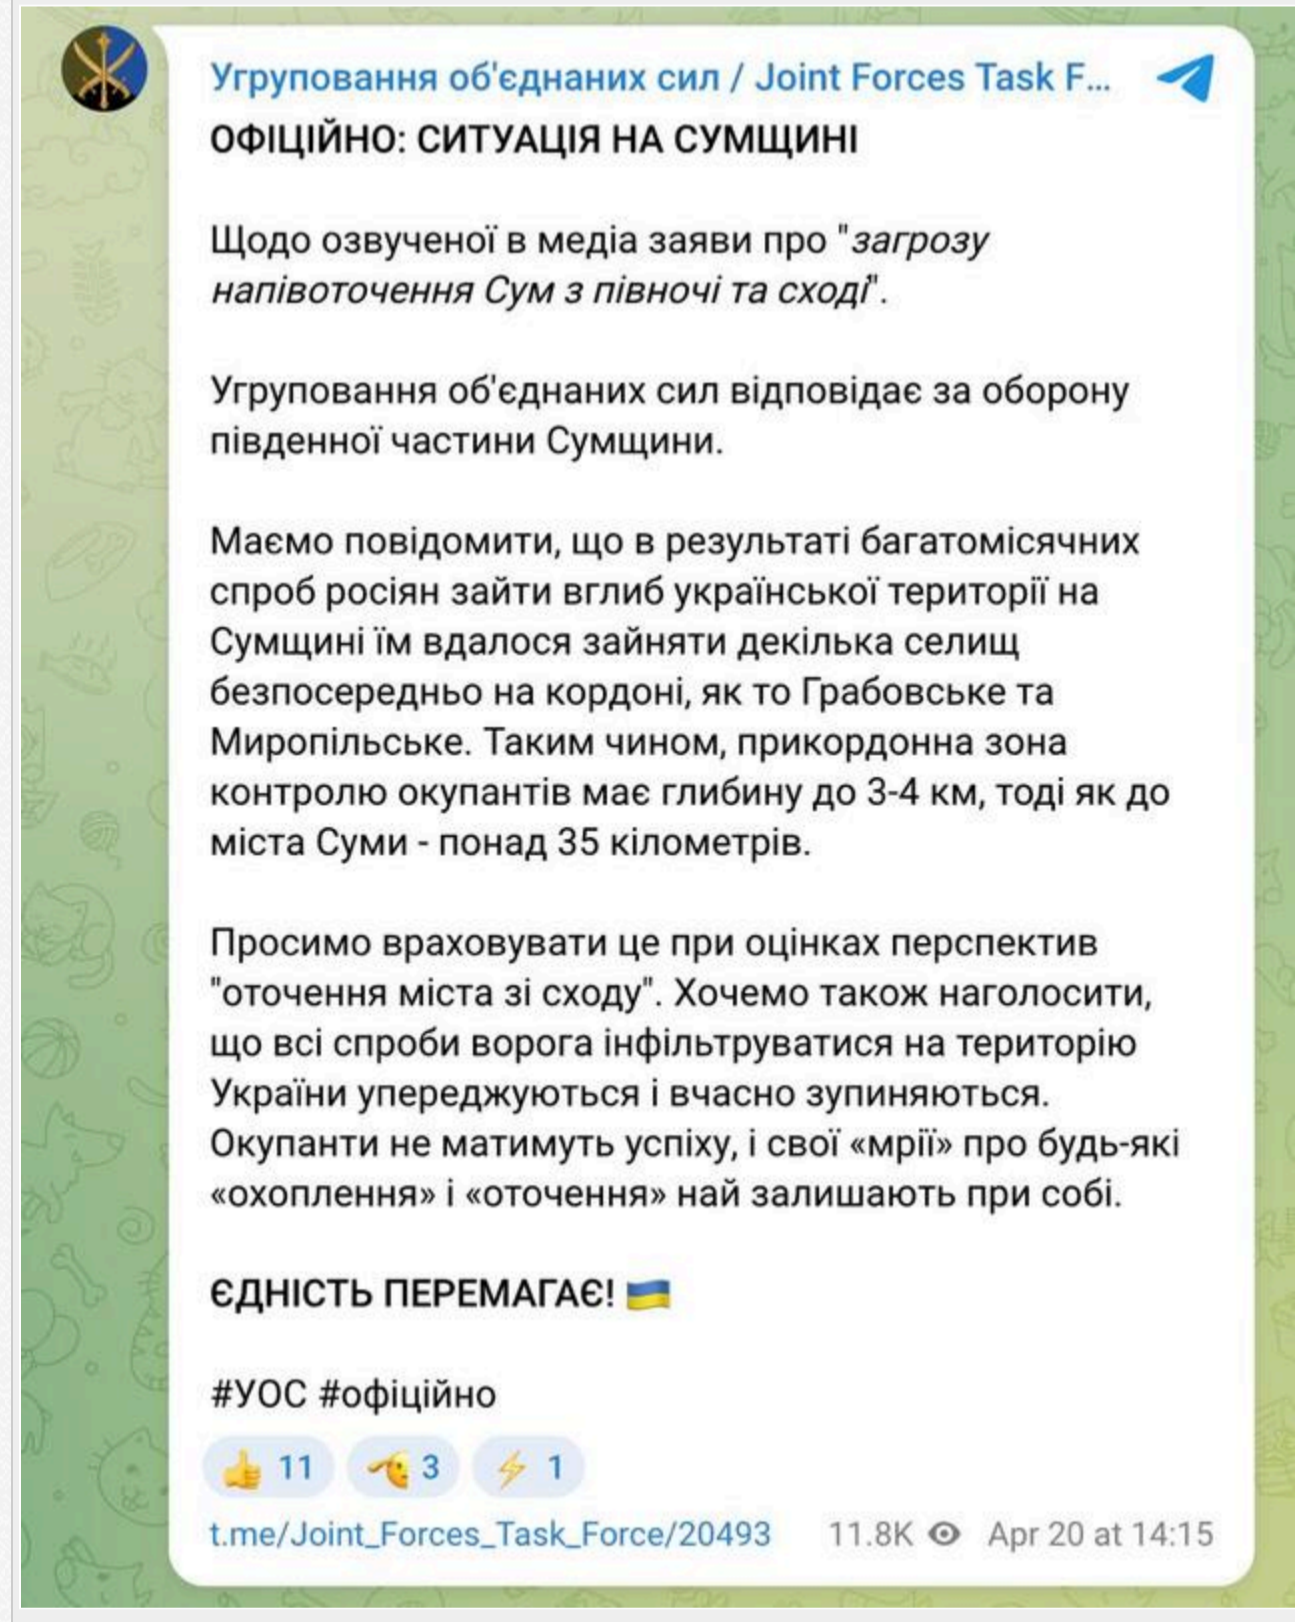 Угруповання об'єднаних сил / Joint Forces Task F...
ОФІЦІЙНО: СИТУАЦІЯ НА СУМЩИНІ
Щодо озвученої в медіа заяви про "загрозу
напівоточення Сум з півночі та сході".
Угруповання об'єднаних сил відповідає за оборону
південної частини Сумщини.
Маємо повідомити, що в результаті багатомісячних
спроб росіян зайти вглиб української території на
Сумщині їм вдалося зайняти декілька селищ
безпосередньо на кордоні, як то Грабовське та
Миропільське. Таким чином, прикордонна зона
контролю окупантів має глибину до 3-4 км, тоді як до
міста Суми - понад 35 кілометрів.
Просимо враховувати це при оцінках перспектив
"оточення міста зі сходу". Хочемо також наголосити,
що всі спроби ворога інфільтруватися на територію
України упереджуються і вчасно зупиняються.
Окупанти не матимуть успіху, і свої «мрії» про будь-які
«охоплення» і «оточення» най залишають при собі.
ЄДНІСТЬ ПЕРЕМАГАЄ! 🇺🇦
#УОС #офіційно
👍 11 🫡 3 ⚡ 1
t.me/Joint_Forces_Task_Force/20493 11.8K Apr 20 at 14:15